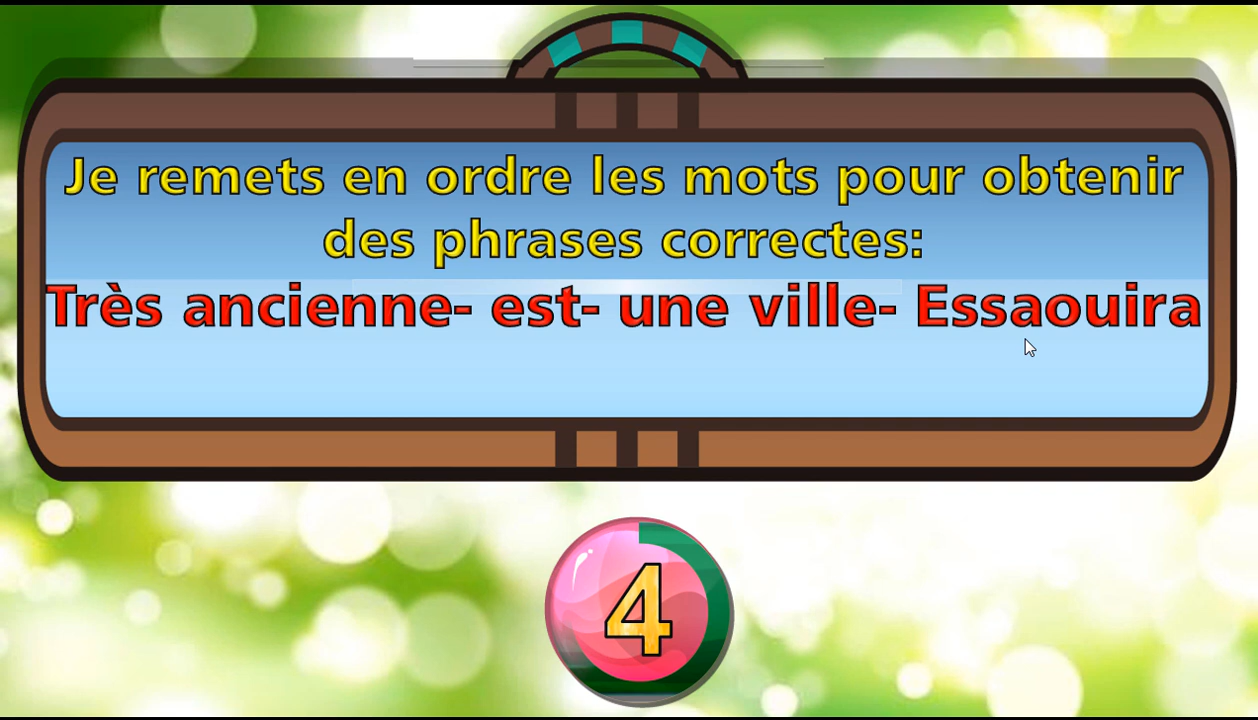 Je remets en ordre les mots pour obtenir
des phrases correctes:
Très ancienne- est- une ville- Essaouira
4